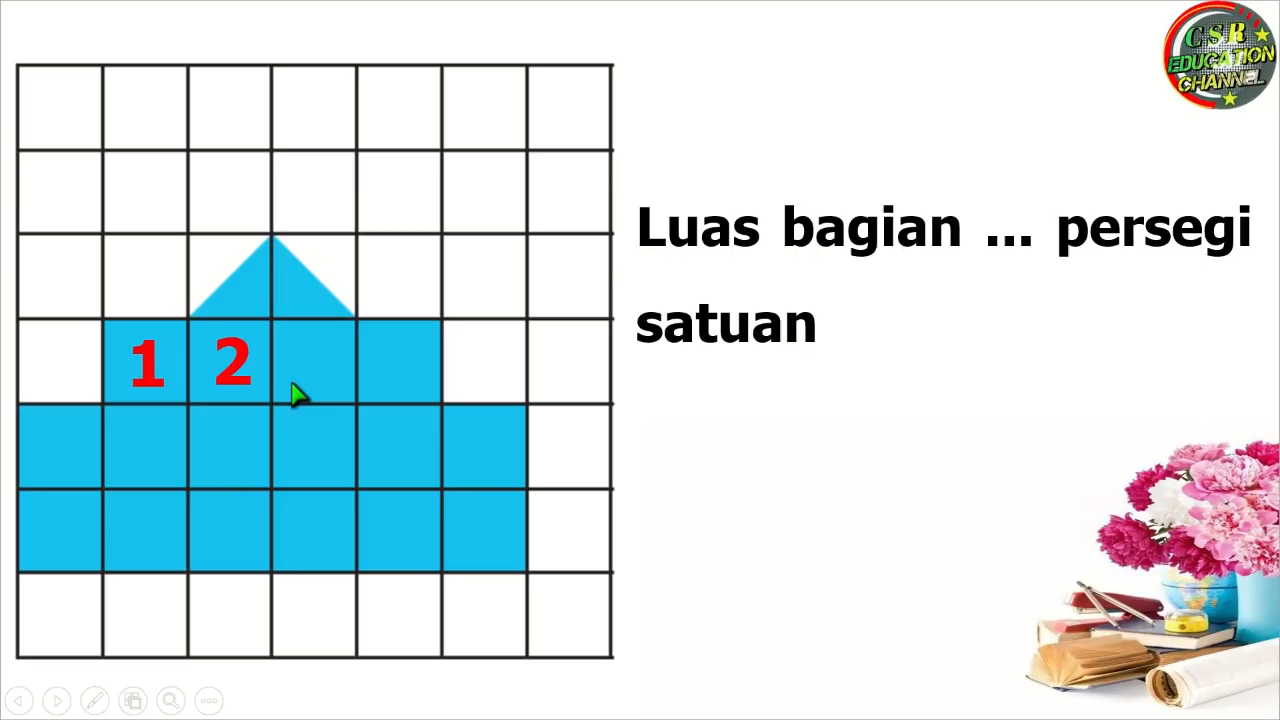 CSR
EDUCATION
CHANNEL
Luas bagian ... persegi
satuan
1 2